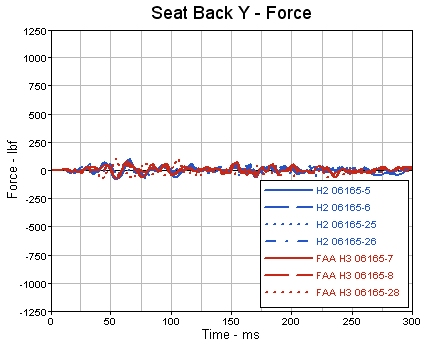 Seat Back Y - Force
1250
1000
750
500
250
0
-250
-500
-750
-1000
-1250
Force - lbf
H2 06165-5
H2 06165-6
H2 06165-25
H2 06165-26
FAA H3 06165-7
FAA H3 06165-8
FAA H3 06165-28
0 50 100 150 200 250 300
Time - ms